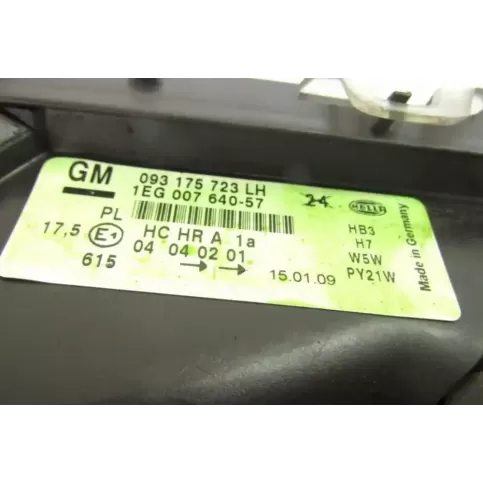 GM 093 175 723 LH
1EG 007 640-57
24 HELLA
PL
17,5 E1 HC HR A 1a
04 04 02 01
615
15.01.09
HB3
H7
W5W
PY21W
Made in Germany